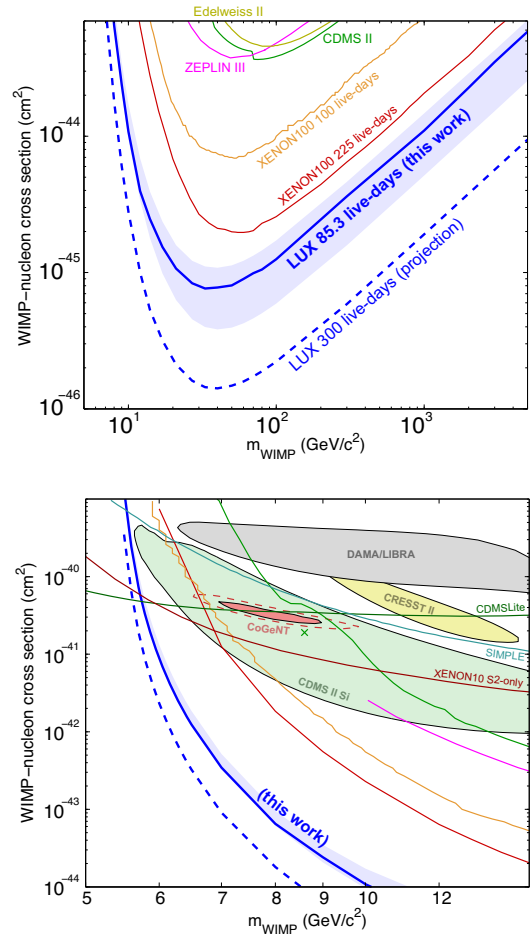 Edelweiss II
CDMS II
ZEPLIN III
XENON100 100 live-days
XENON100 225 live-days
LUX 85.3 live-days (this work)
LUX 300 live-days (projection)
WIMP−nucleon cross section (cm²)
10⁻⁴⁴
10⁻⁴⁵
10⁻⁴⁶
10¹
10²
10³
m_WIMP (GeV/c²)
DAMA/LIBRA
CRESST II
CDMSLite
CoGeNT
SIMPLE
XENON10 S2-only
CDMS II Si
(this work)
WIMP−nucleon cross section (cm²)
10⁻⁴⁰
10⁻⁴¹
10⁻⁴²
10⁻⁴³
10⁻⁴⁴
5
6
7
8
9
10
12
m_WIMP (GeV/c²)